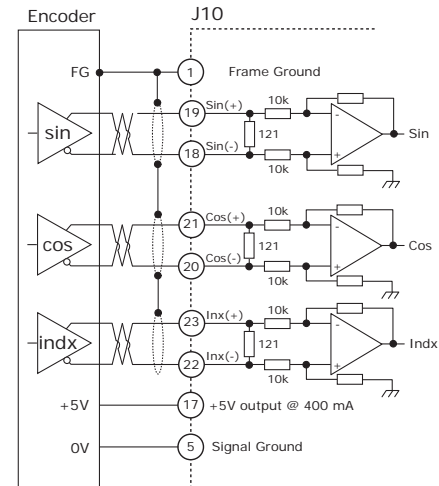 Encoder
J10
FG
1
Frame Ground
19
Sin(+)
10k
-
sin
121
Sin
18
Sin(-)
10k
+
21
Cos(+)
10k
-
cos
121
Cos
20
Cos(-)
10k
+
23
Inx(+)
10k
-
indx
121
Indx
22
Inx(-)
10k
+
+5V
17
+5V output @ 400 mA
0V
5
Signal Ground